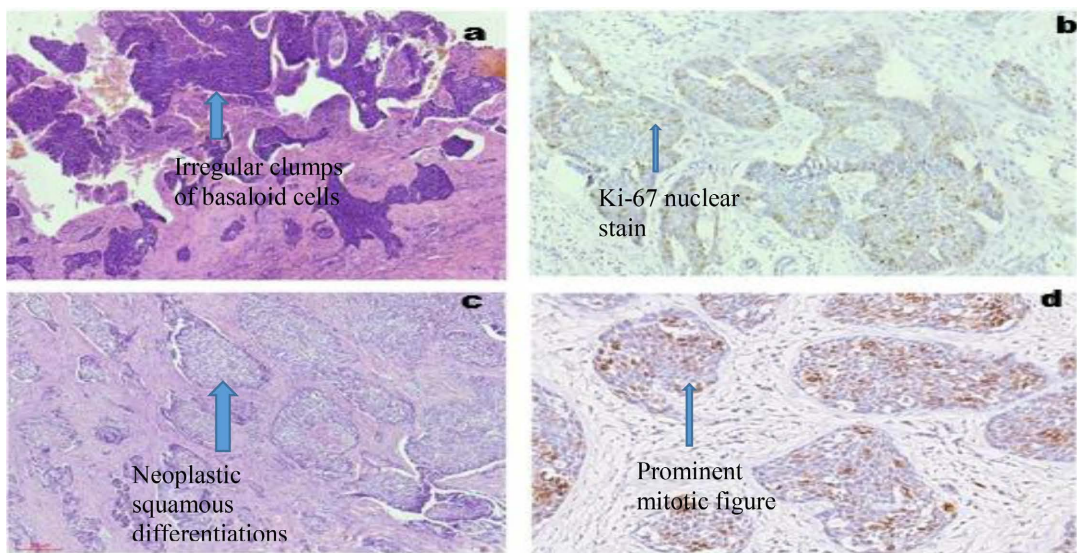 a
Irregular clumps
of basaloid cells
b
Ki-67 nuclear
stain
c
Neoplastic
squamous
differentiations
d
Prominent
mitotic figure